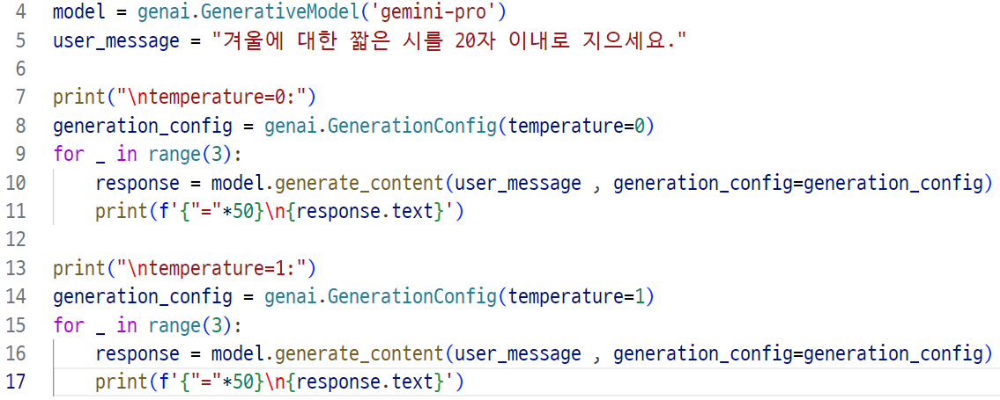 4 model = genai.GenerativeModel('gemini-pro')
5 user_message = "겨울에 대한 짧은 시를 20자 이내로 지으세요."
6
7 print("\ntemperature=0:")
8 generation_config = genai.GenerationConfig(temperature=0)
9 for _ in range(3):
10     response = model.generate_content(user_message , generation_config=generation_config)
11     print(f'{"="*50}\n{response.text}')
12
13 print("\ntemperature=1:")
14 generation_config = genai.GenerationConfig(temperature=1)
15 for _ in range(3):
16     response = model.generate_content(user_message , generation_config=generation_config)
17     print(f'{"="*50}\n{response.text}')